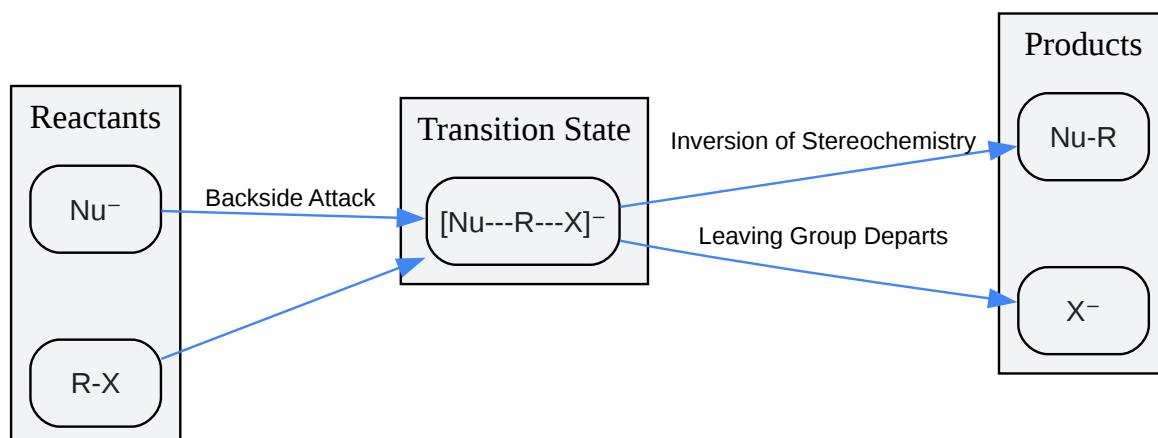 Reactants
Nu⁻
R-X
Backside Attack
Transition State
[Nu---R---X]⁻
Inversion of Stereochemistry
Leaving Group Departs
Products
Nu-R
X⁻